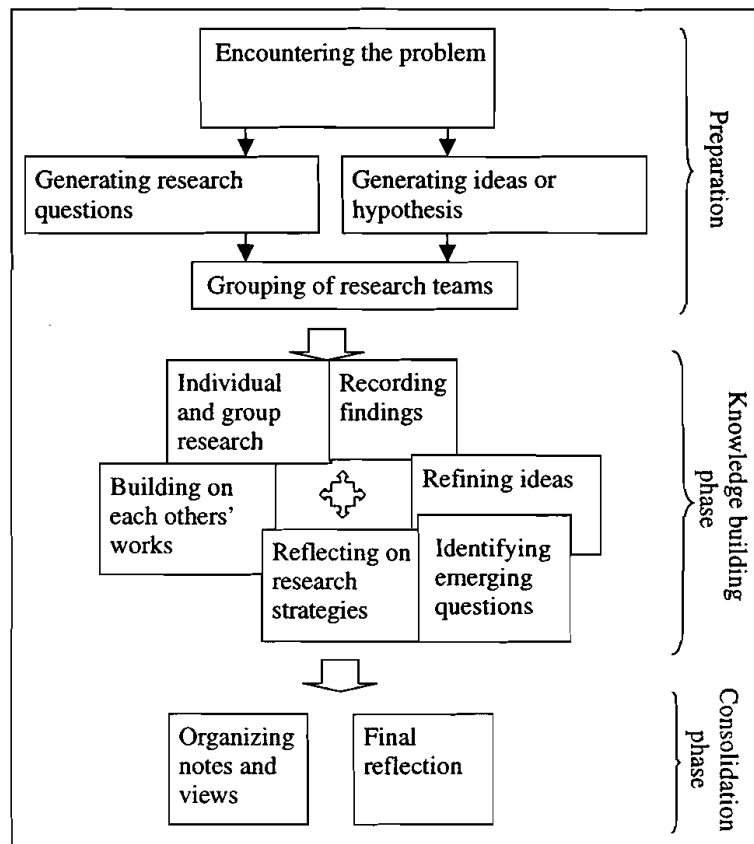 Encountering the problem
Generating research
questions
Generating ideas or
hypothesis
Grouping of research teams
Preparation
Individual
and group
research
Recording
findings
Building on
each others'
works
Refining ideas
Reflecting on
research
strategies
Identifying
emerging
questions
Knowledge building
phase
Organizing
notes and
views
Final
reflection
Consolidation
phase